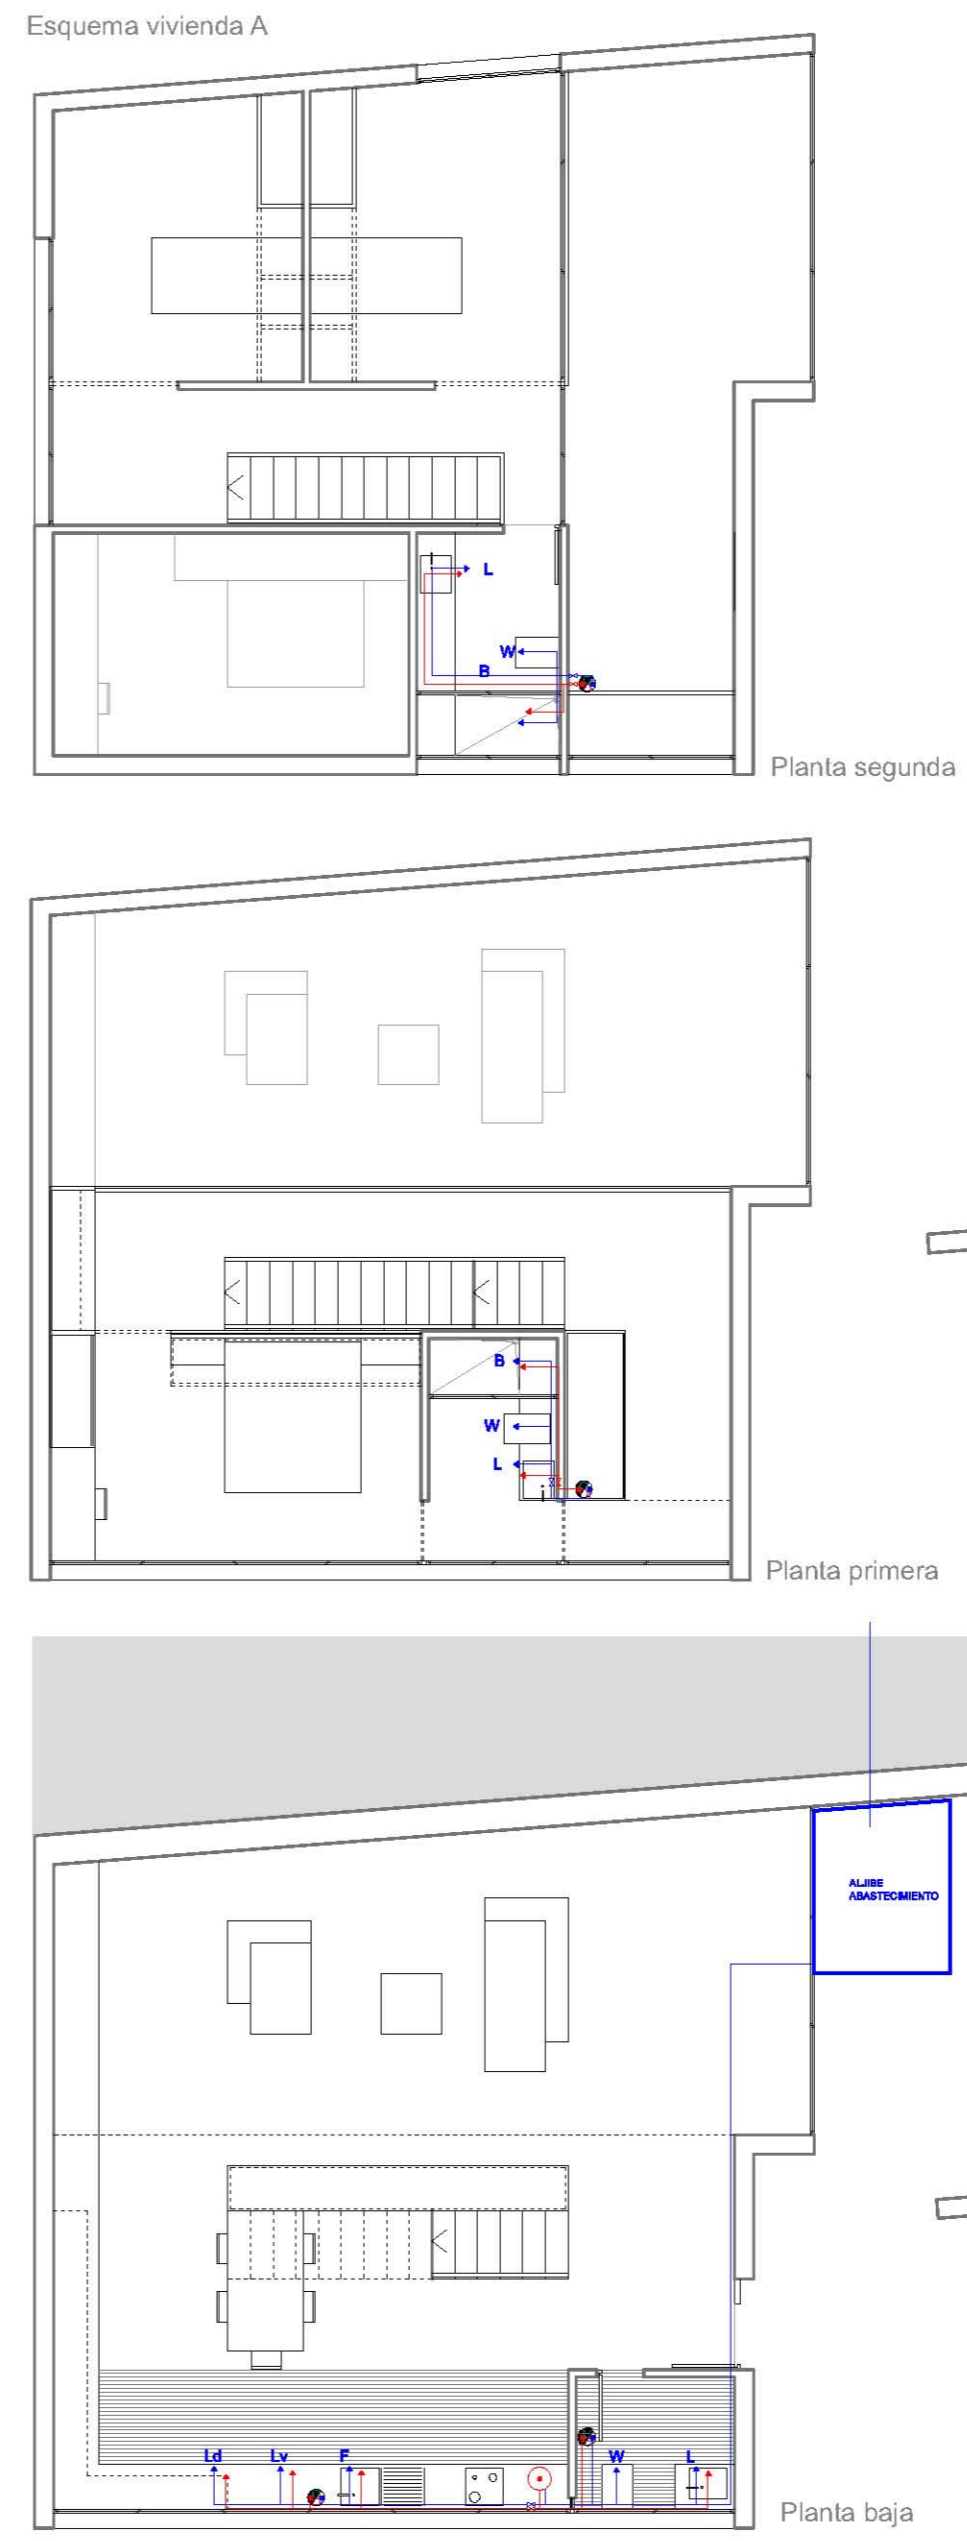 Esquema vivienda A
L
W
B
Planta segunda
B
W
L
Planta primera
ALJIBE
ABASTECIMIENTO
Ld Lv F W L
Planta baja